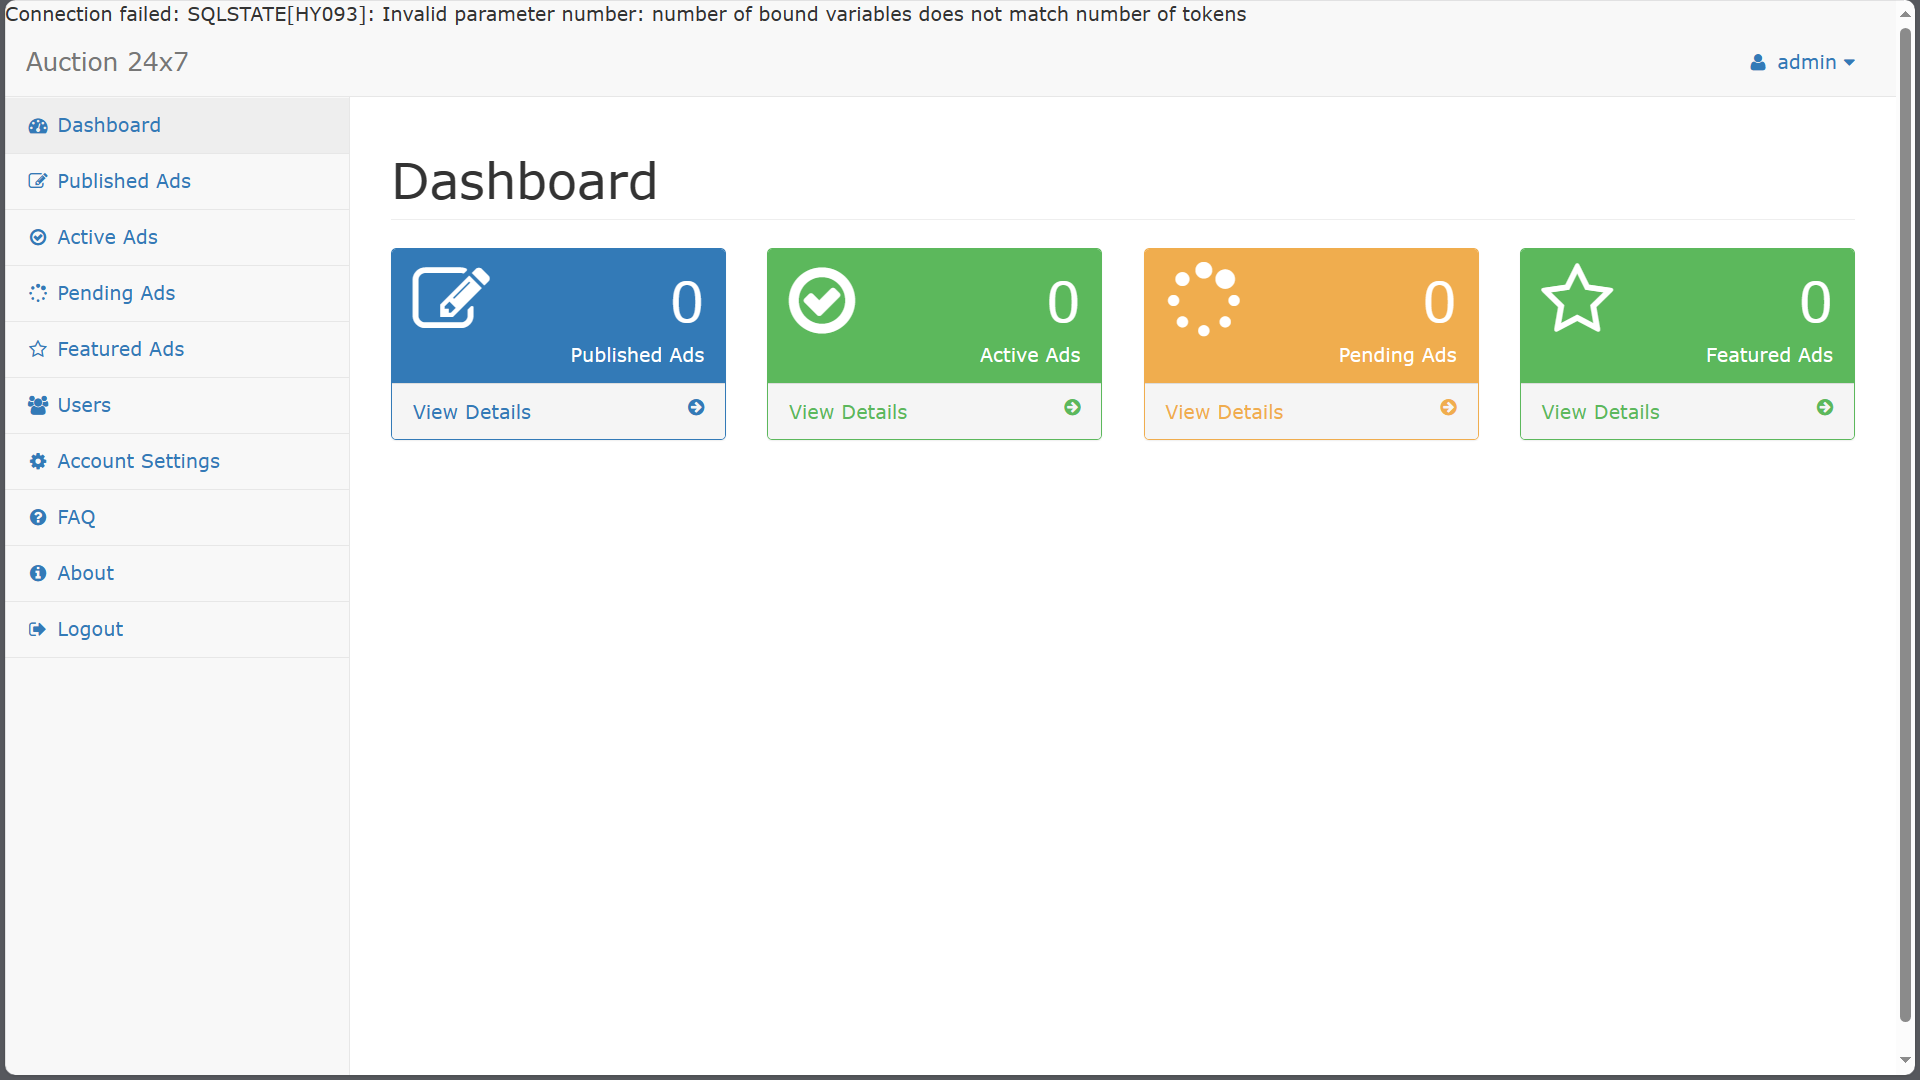 Connection failed: SQLSTATE[HY093]: Invalid parameter number: number of bound variables does not match number of tokens
Auction 24x7
admin
Dashboard
Published Ads
Active Ads
Pending Ads
Featured Ads
Users
Account Settings
FAQ
About
Logout
Dashboard
0
Published Ads
View Details
0
Active Ads
View Details
0
Pending Ads
View Details
0
Featured Ads
View Details